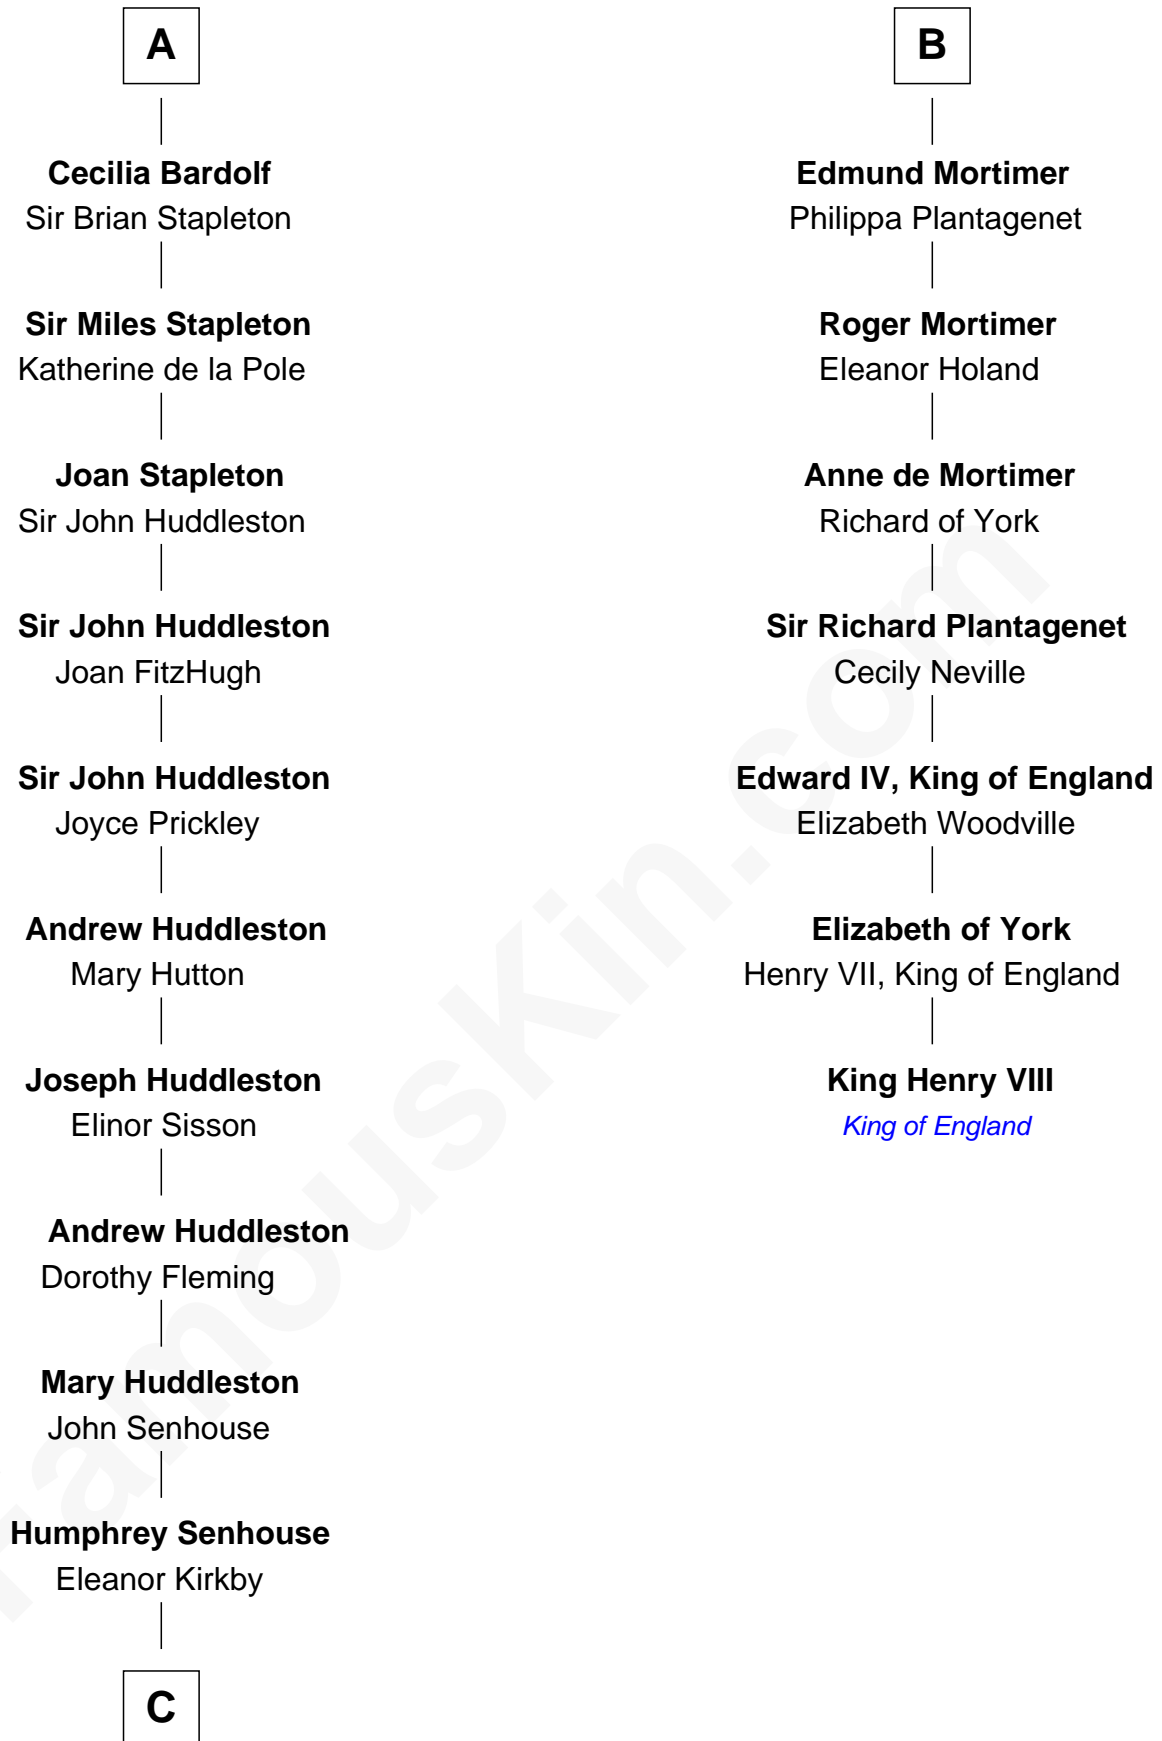 A
Cecilia Bardolf
Sir Brian Stapleton
Sir Miles Stapleton
Katherine de la Pole
Joan Stapleton
Sir John Huddleston
Sir John Huddleston
Joan FitzHugh
Sir John Huddleston
Joyce Prickley
Andrew Huddleston
Mary Hutton
Joseph Huddleston
Elinor Sisson
Andrew Huddleston
Dorothy Fleming
Mary Huddleston
John Senhouse
Humphrey Senhouse
Eleanor Kirkby
C
B
Edmund Mortimer
Philippa Plantagenet
Roger Mortimer
Eleanor Holand
Anne de Mortimer
Richard of York
Sir Richard Plantagenet
Cecily Neville
Edward IV, King of England
Elizabeth Woodville
Elizabeth of York
Henry VII, King of England
King Henry VIII
King of England
FamousKin.com